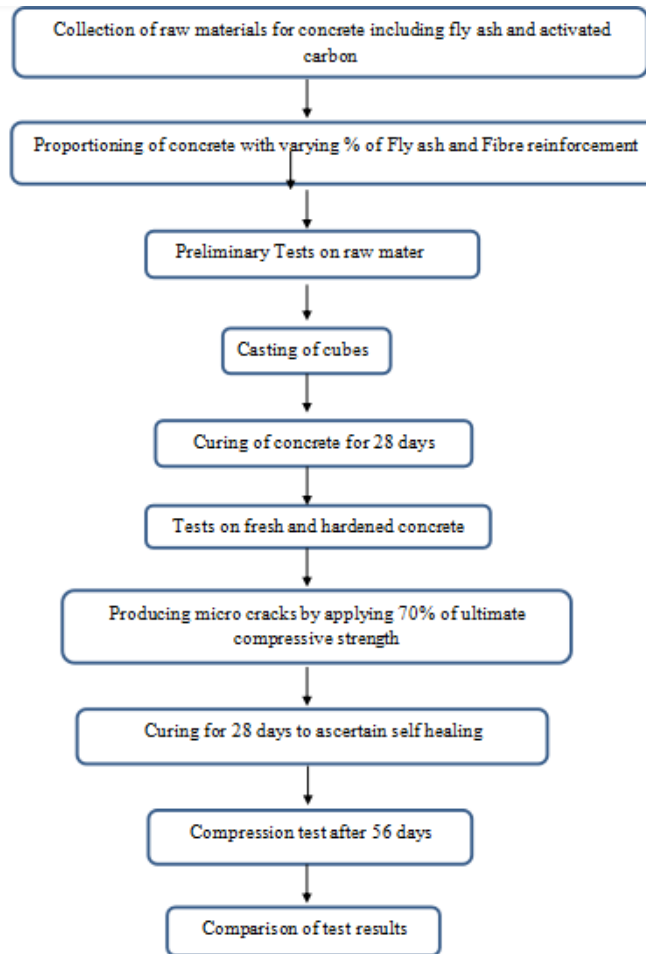 Collection of raw materials for concrete including fly ash and activated
carbon
Proportioning of concrete with varying % of Fly ash and Fibre reinforcement
Preliminary Tests on raw mater
Casting of cubes
Curing of concrete for 28 days
Tests on fresh and hardened concrete
Producing micro cracks by applying 70% of ultimate
compressive strength
Curing for 28 days to ascertain self healing
Compression test after 56 days
Comparison of test results